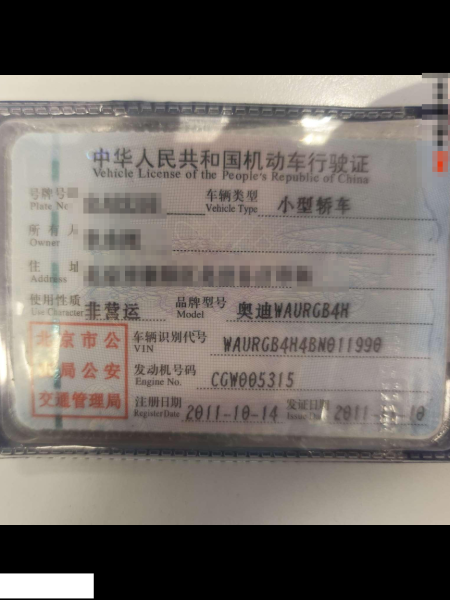 中华人民共和国机动车行驶证
Vehicle License of the People's Republic of China
号牌号 车辆类型 小型轿车
Plate No Vehicle Type
所有人
Owner
住址
Address
使用性质 非营运 品牌型号 奥迪WAURGB4H
Use Character Model
北京市公 车辆识别代号 WAURGB4H4BN011990
VIN
局公安 发动机号码 CGW005315
Engine No.
交通管理局 注册日期 2011-10-14 发证日期 2011- -10
Register Date Issue Date